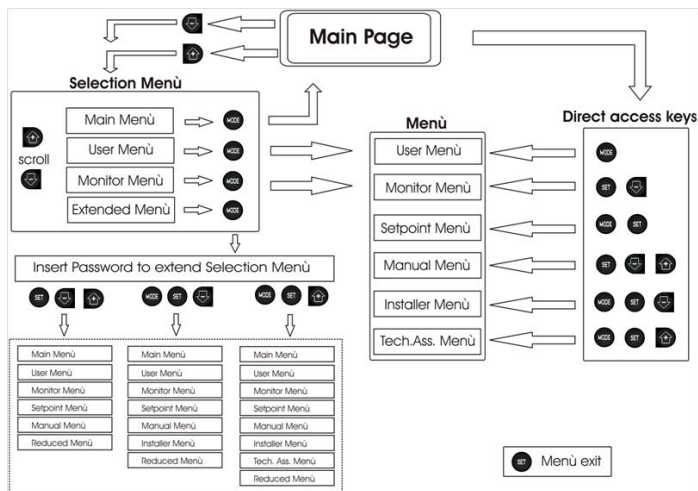 Main Page
Selection Menù
Main Menù
MODE
User Menù
MODE
scroll
Monitor Menù
MODE
Extended Menù
MODE
Insert Password to extend Selection Menù
SET
MODE SET
MODE SET
Main Menù
User Menù
Monitor Menù
Setpoint Menù
Manual Menù
Reduced Menù
Main Menù
User Menù
Monitor Menù
Setpoint Menù
Manual Menù
Installer Menù
Reduced Menù
Main Menù
User Menù
Monitor Menù
Setpoint Menù
Manual Menù
Installer Menù
Tech. Ass. Menù
Reduced Menù
Menù
User Menù
Monitor Menù
Setpoint Menù
Manual Menù
Installer Menù
Tech.Ass. Menù
Direct access keys
MODE
SET
MODE SET
SET
MODE SET
MODE SET
SET Menù exit